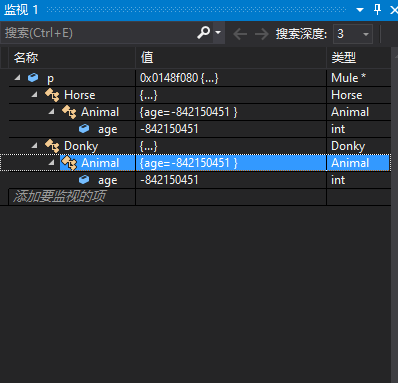 监视 1
搜索(Ctrl+E) 搜索深度: 3
名称 值 类型
p 0x0148f080 {...} Mule *
Horse {...} Horse
Animal {age=-842150451 } Animal
age -842150451 int
Donky {...} Donky
Animal {age=-842150451 } Animal
age -842150451 int
添加要监视的项